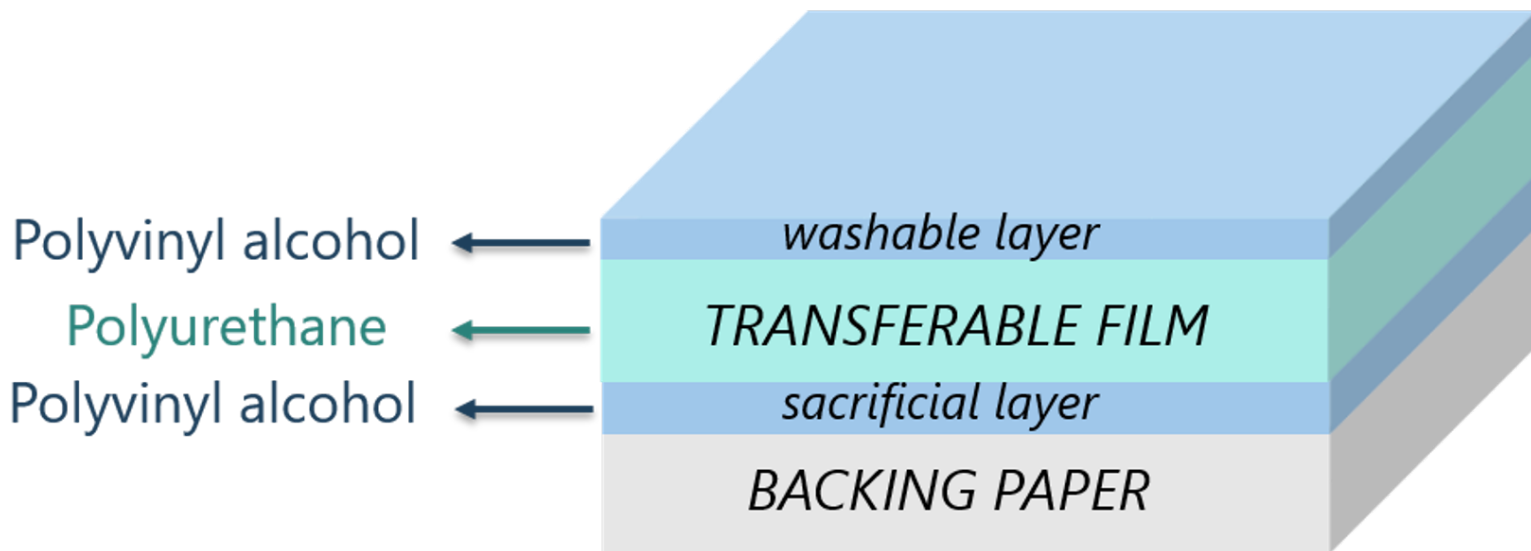 Polyvinyl alcohol
washable layer
Polyurethane
TRANSFERABLE FILM
Polyvinyl alcohol
sacrificial layer
BACKING PAPER